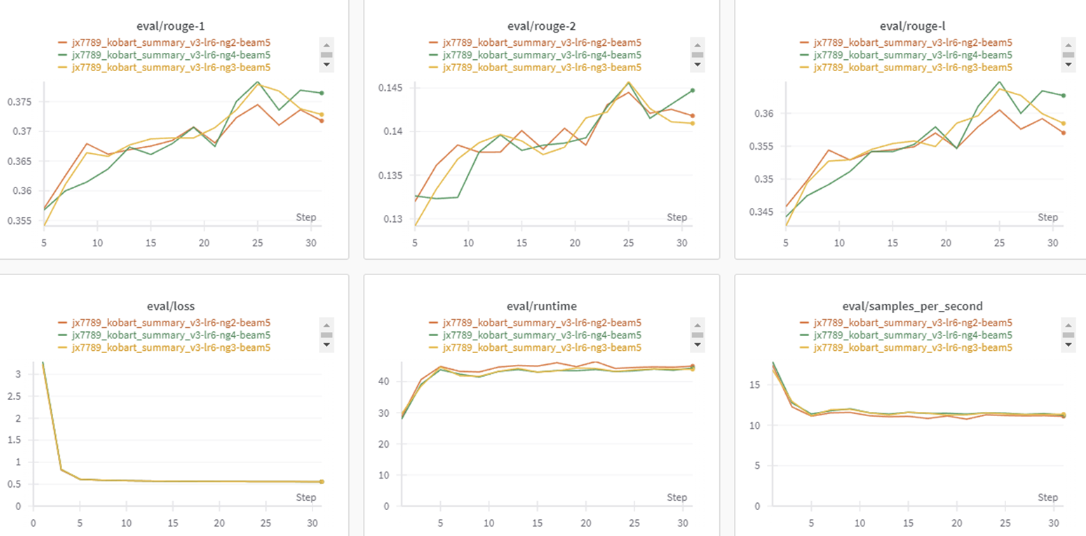 eval/rouge-1
jx7789_kobart_summary_v3-lr6-ng2-beam5
jx7789_kobart_summary_v3-lr6-ng4-beam5
jx7789_kobart_summary_v3-lr6-ng3-beam5
0.375
0.37
0.365
0.36
0.355
Step
5 10 15 20 25 30
eval/rouge-2
jx7789_kobart_summary_v3-lr6-ng2-beam5
jx7789_kobart_summary_v3-lr6-ng4-beam5
jx7789_kobart_summary_v3-lr6-ng3-beam5
0.145
0.14
0.135
0.13
Step
5 10 15 20 25 30
eval/rouge-l
jx7789_kobart_summary_v3-lr6-ng2-beam5
jx7789_kobart_summary_v3-lr6-ng4-beam5
jx7789_kobart_summary_v3-lr6-ng3-beam5
0.36
0.355
0.35
0.345
Step
5 10 15 20 25 30
eval/loss
jx7789_kobart_summary_v3-lr6-ng2-beam5
jx7789_kobart_summary_v3-lr6-ng4-beam5
jx7789_kobart_summary_v3-lr6-ng3-beam5
3
2.5
2
1.5
1
0.5
0
Step
0 5 10 15 20 25 30
eval/runtime
jx7789_kobart_summary_v3-lr6-ng2-beam5
jx7789_kobart_summary_v3-lr6-ng4-beam5
jx7789_kobart_summary_v3-lr6-ng3-beam5
40
30
20
10
0
Step
5 10 15 20 25 30
eval/samples_per_second
jx7789_kobart_summary_v3-lr6-ng2-beam5
jx7789_kobart_summary_v3-lr6-ng4-beam5
jx7789_kobart_summary_v3-lr6-ng3-beam5
15
10
5
0
Step
5 10 15 20 25 30